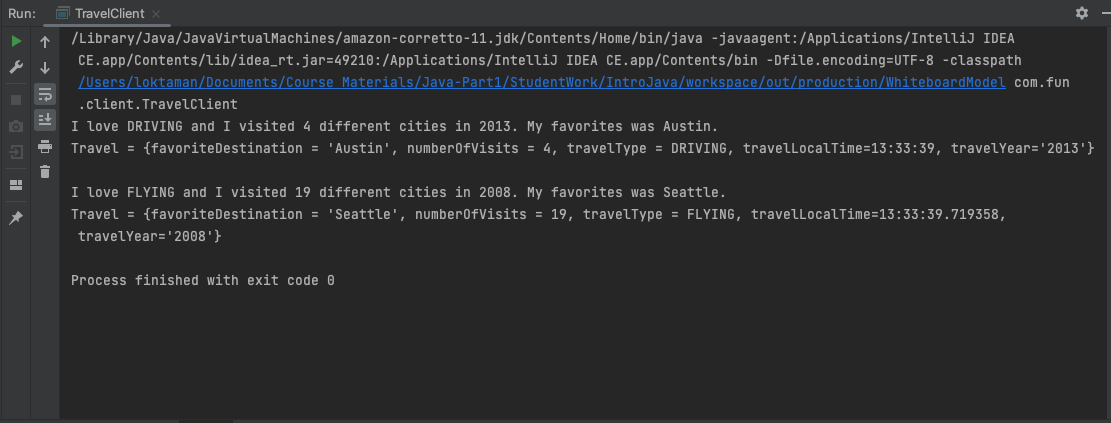 Run: TravelClient
/Library/Java/JavaVirtualMachines/amazon-corretto-11.jdk/Contents/Home/bin/java -javaagent:/Applications/IntelliJ IDEA
CE.app/Contents/lib/idea_rt.jar=49210:/Applications/IntelliJ IDEA CE.app/Contents/bin -Dfile.encoding=UTF-8 -classpath
/Users/loktaman/Documents/Course_Materials/Java-Part1/StudentWork/IntroJava/workspace/out/production/WhiteboardModel com.fun
.client.TravelClient
I love DRIVING and I visited 4 different cities in 2013. My favorites was Austin.
Travel = {favoriteDestination = 'Austin', numberOfVisits = 4, travelType = DRIVING, travelLocalTime=13:33:39, travelYear='2013'}
I love FLYING and I visited 19 different cities in 2008. My favorites was Seattle.
Travel = {favoriteDestination = 'Seattle', numberOfVisits = 19, travelType = FLYING, travelLocalTime=13:33:39.719358,
travelYear='2008'}
Process finished with exit code 0